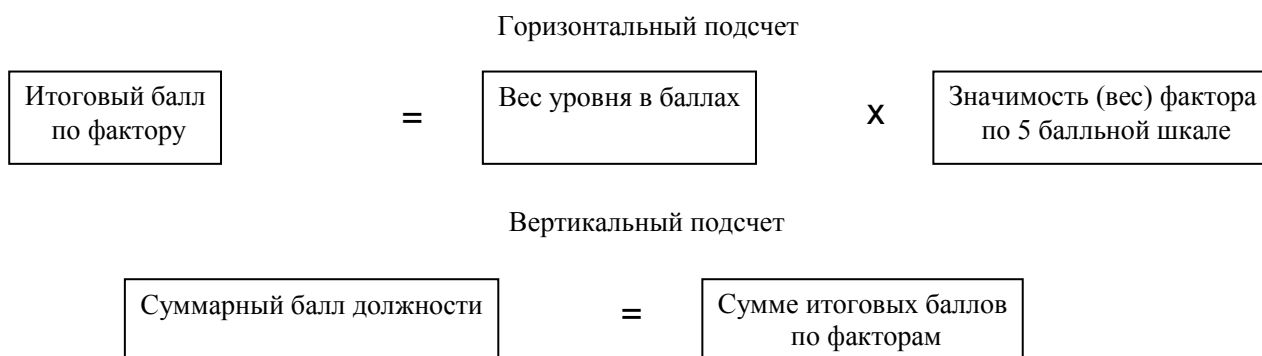 Горизонтальный подсчет
Итоговый балл
по фактору
=
Вес уровня в баллах
x
Значимость (вес) фактора
по 5 балльной шкале
Вертикальный подсчет
Суммарный балл должности
=
Сумме итоговых баллов
по факторам